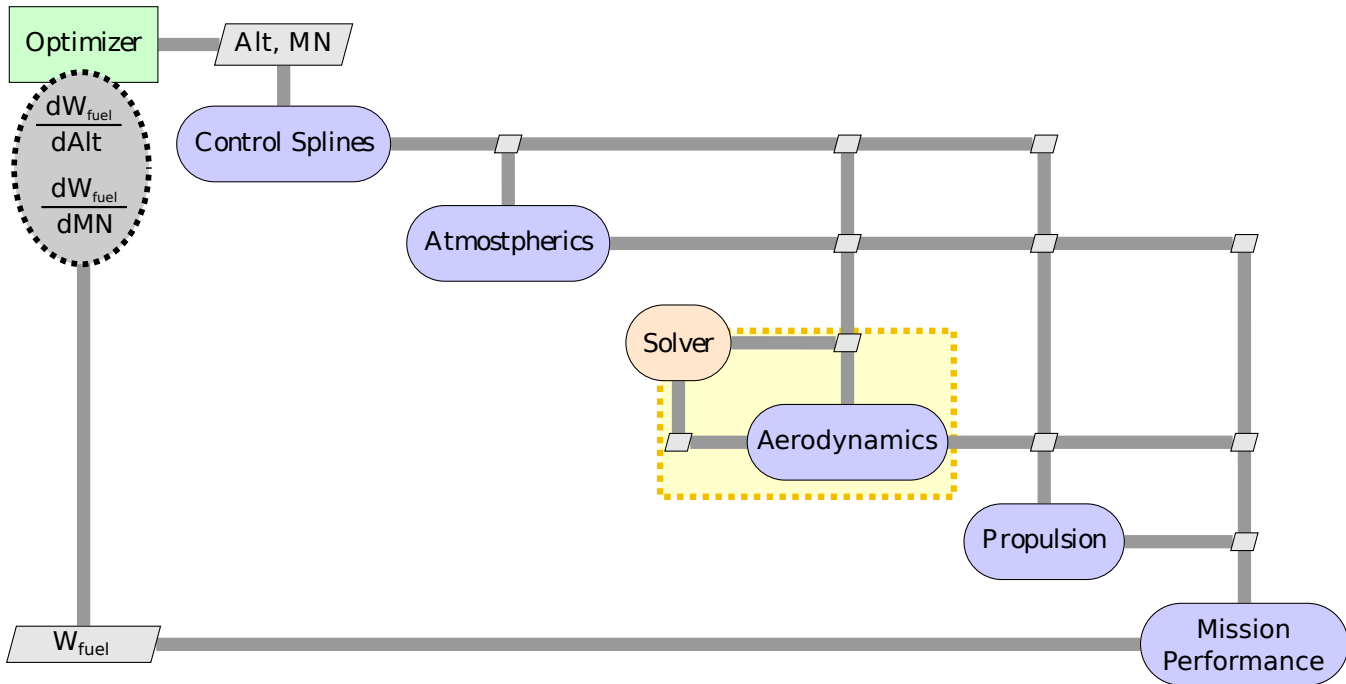 Optimizer
Alt, MN
dW_fuel
dAlt
dW_fuel
dMN
Control Splines
Atmostpherics
Solver
Aerodynamics
Propulsion
Mission
Performance
W_fuel